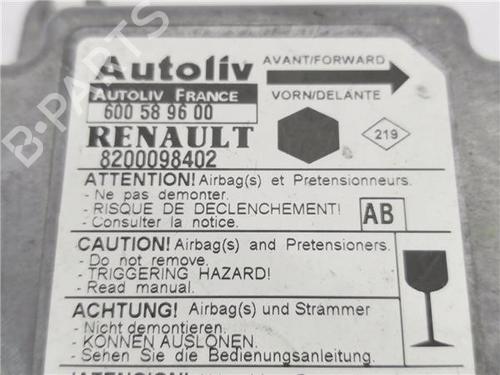 Autoliv
AVANT/FORWARD
AUTOLIV FRANCE
VORN/DELANTE
600 58 96 00
RENAULT
219
8200098402
ATTENTION! Airbag(s) et Pretensionneurs.
- Ne pas demonter.
- RISQUE DE DECLENCHEMENT!
- Consulter la notice.
AB
CAUTION! Airbag(s) and Pretensioners.
- Do not remove.
- TRIGGERING HAZARD!
- Read manual.
ACHTUNG! Airbag(s) und Strammer
- Nicht demontieren.
- KONNEN AUSLONEN.
- Sehen Sie die Bedienungsanleitung.
¡ATENCION!
B-PARTS